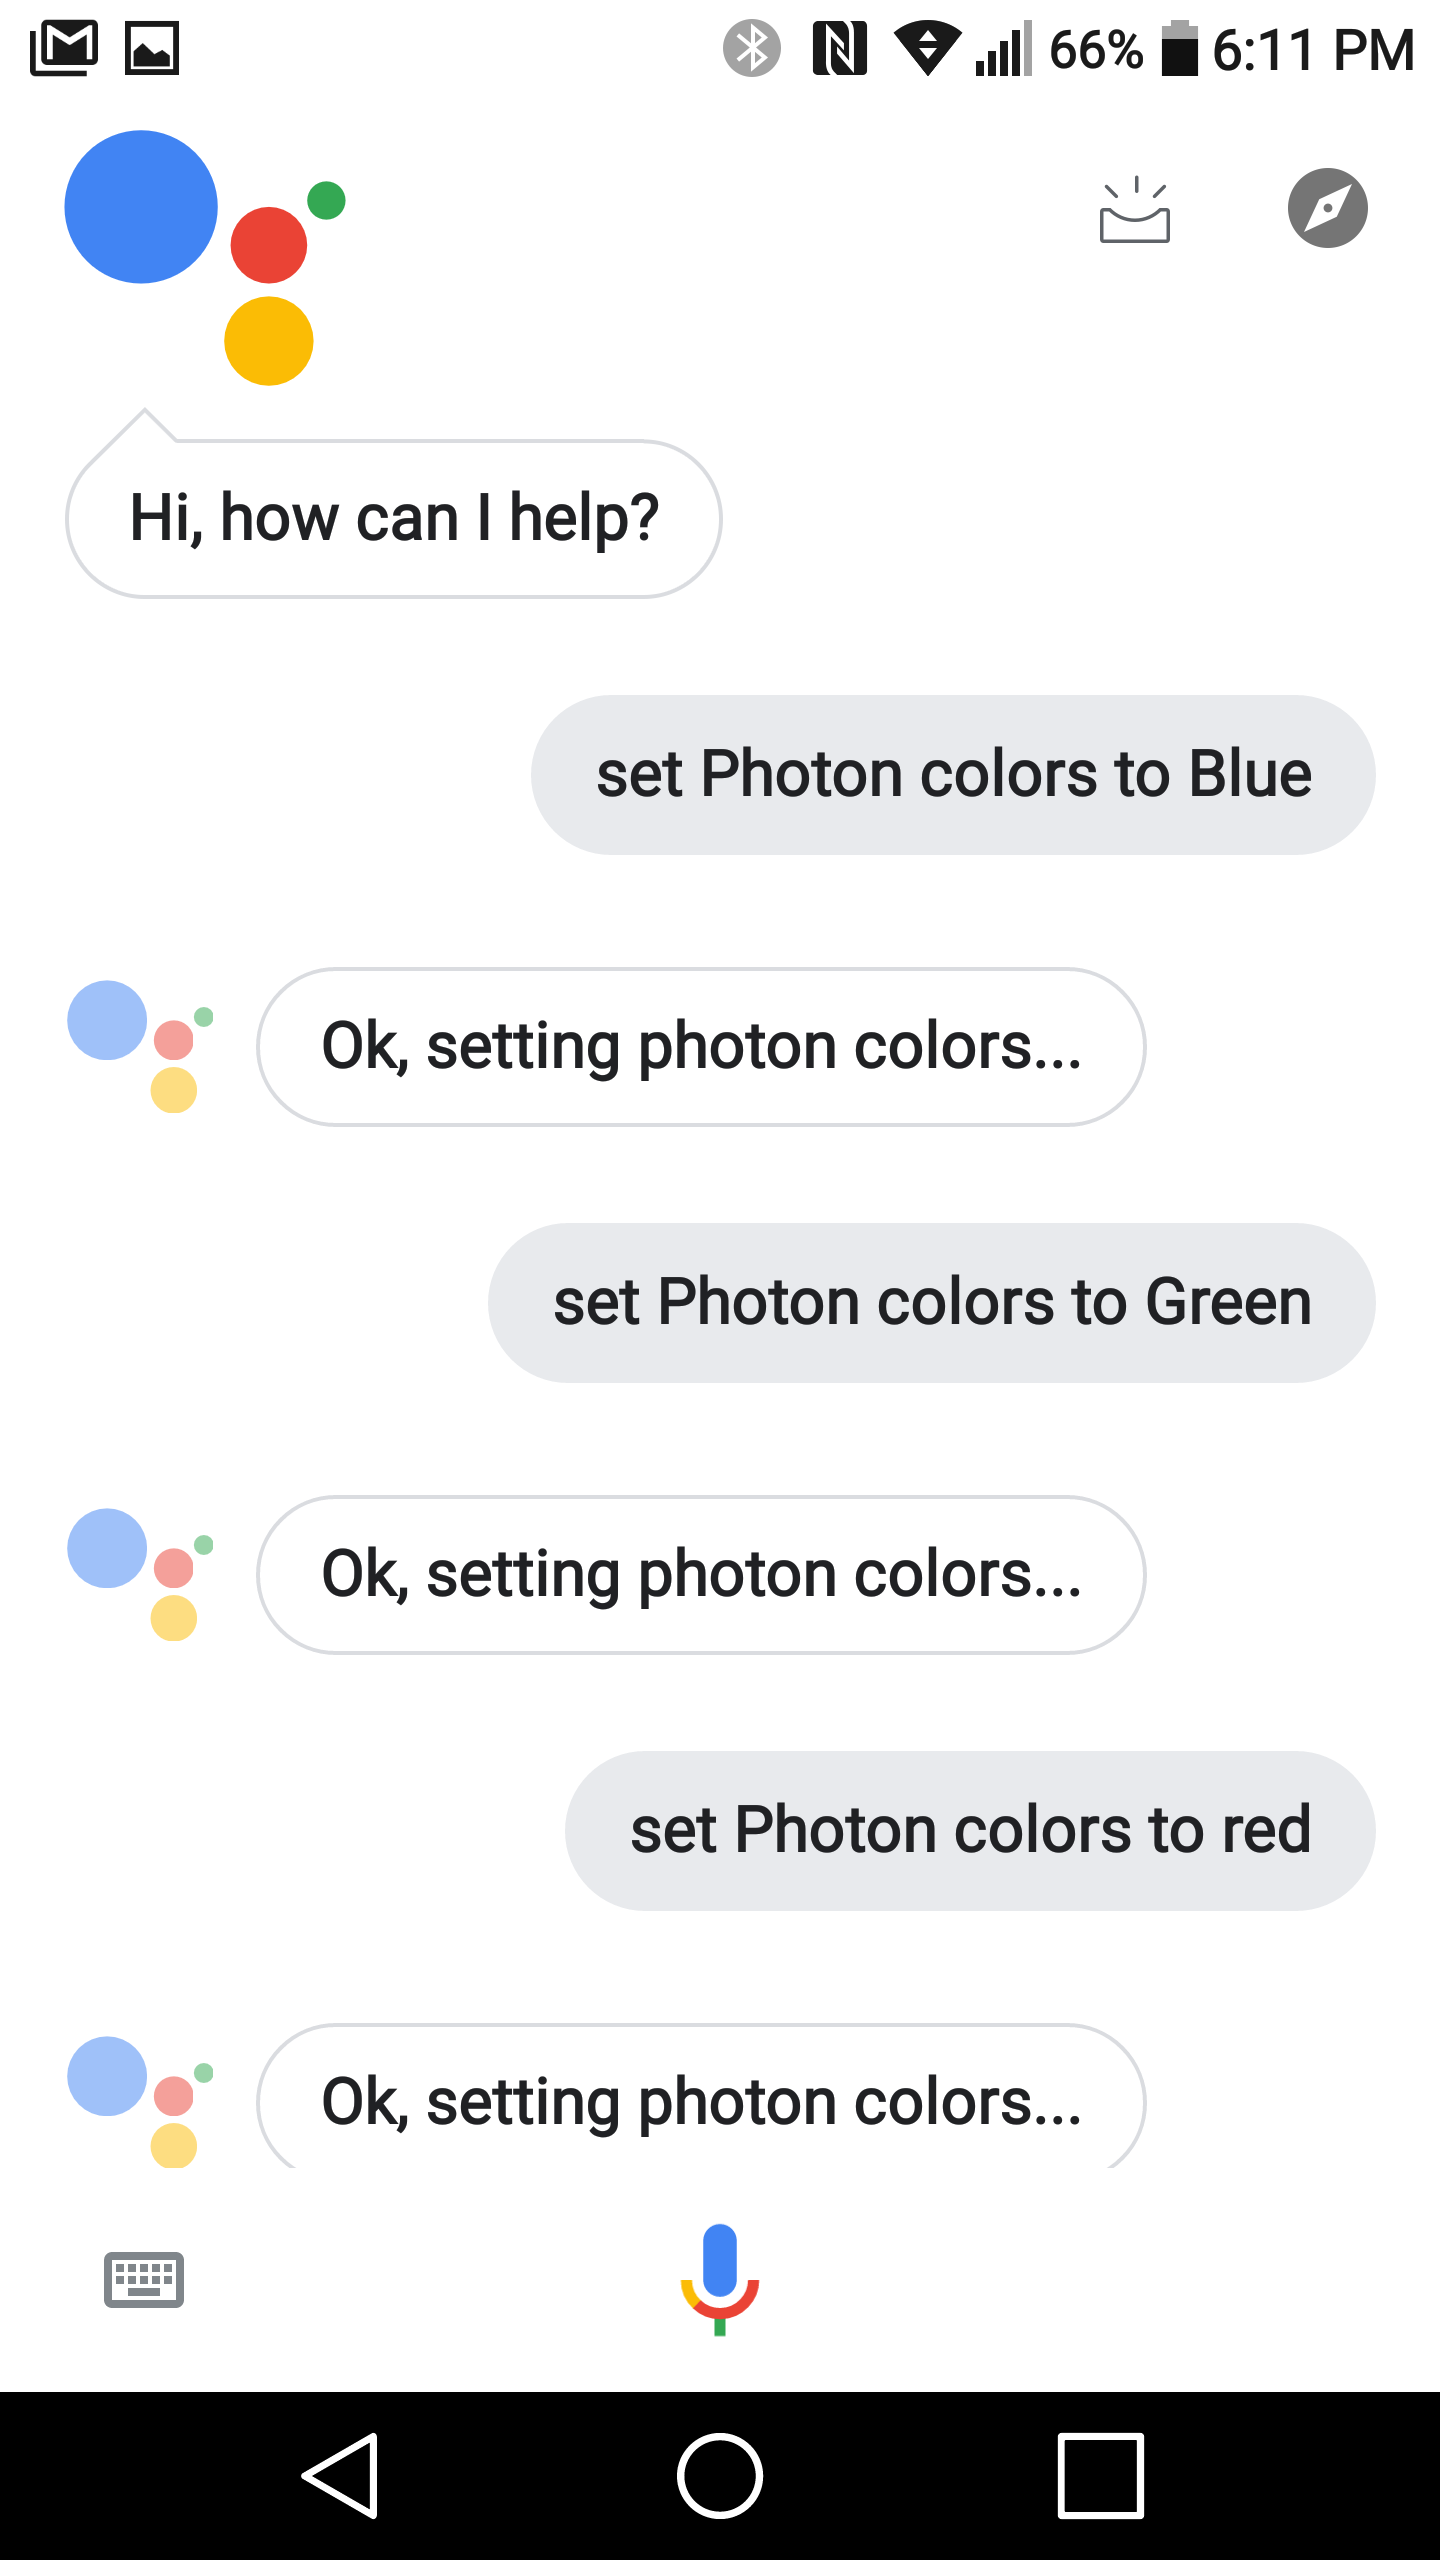 66% 6:11 PM
Hi, how can I help?
set Photon colors to Blue
Ok, setting photon colors...
set Photon colors to Green
Ok, setting photon colors...
set Photon colors to red
Ok, setting photon colors...